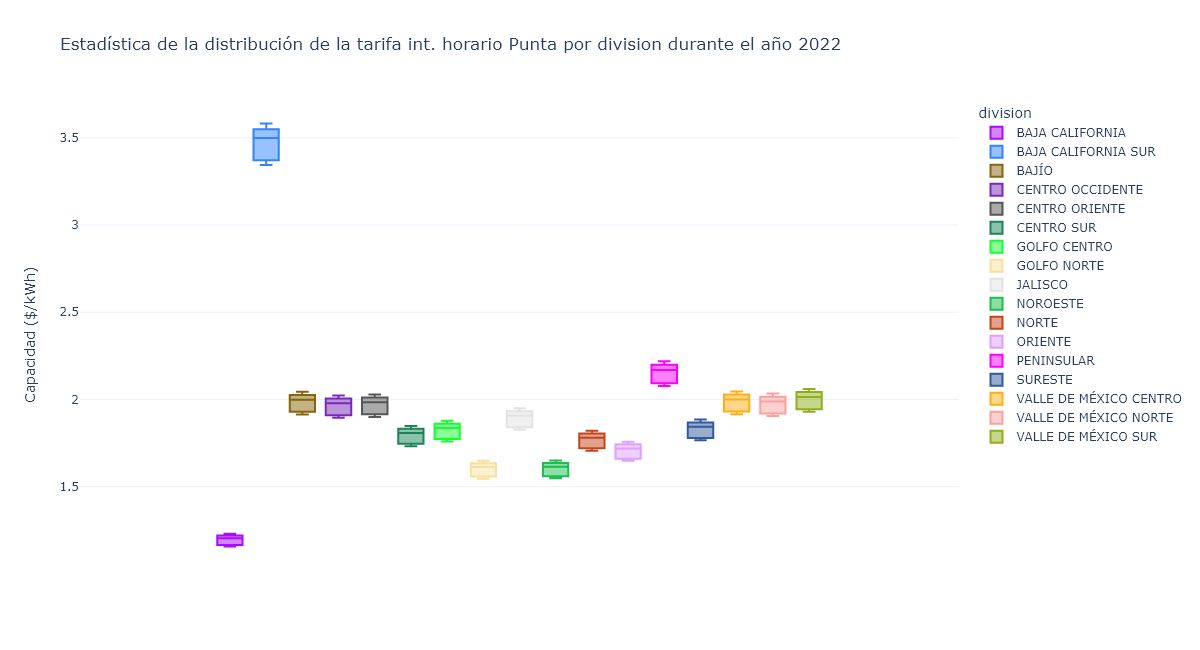 Estadística de la distribución de la tarifa int. horario Punta por division durante el año 2022
Capacidad ($/kWh)
3.5
3
2.5
2
1.5
division
BAJA CALIFORNIA
BAJA CALIFORNIA SUR
BAJÍO
CENTRO OCCIDENTE
CENTRO ORIENTE
CENTRO SUR
GOLFO CENTRO
GOLFO NORTE
JALISCO
NOROESTE
NORTE
ORIENTE
PENINSULAR
SURESTE
VALLE DE MÉXICO CENTRO
VALLE DE MÉXICO NORTE
VALLE DE MÉXICO SUR